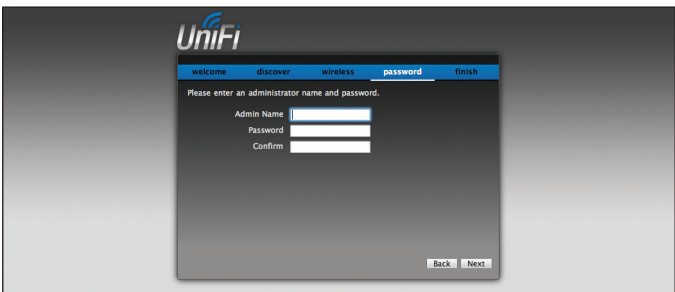 UniFi
welcome discover wireless password finish
Please enter an administrator name and password.
Admin Name
Password
Confirm
Back Next